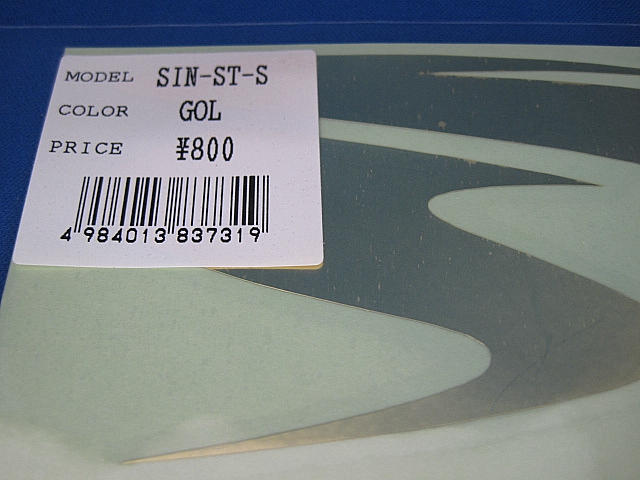 MODEL SIN-ST-S
COLOR GOL
PRICE ¥800
4 984013 837319